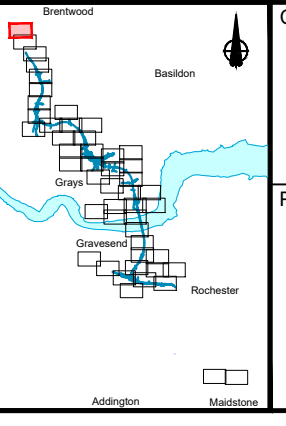 Brentwood
Basildon
Grays
Gravesend
Rochester
Addington
Maidstone